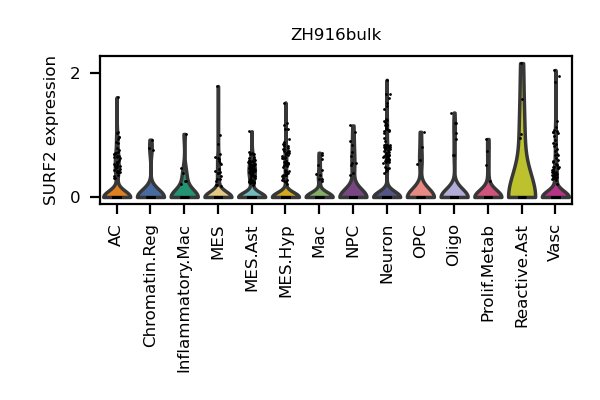 ZH916bulk
SURF2 expression
2
0
AC
Chromatin.Reg
Inflammatory.Mac
MES
MES.Ast
MES.Hyp
Mac
NPC
Neuron
OPC
Oligo
Prolif.Metab
Reactive.Ast
Vasc